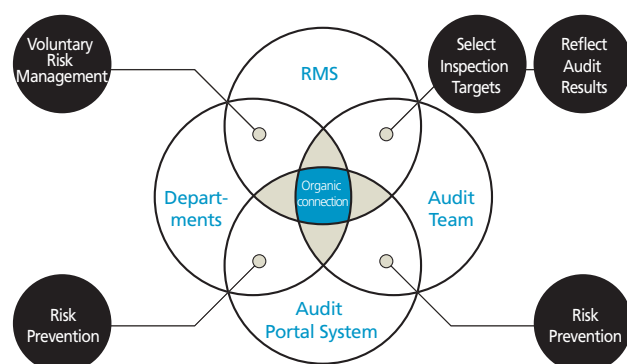 Voluntary
Risk
Management
RMS
Select
Inspection
Targets
Reflect
Audit
Results
Depart-
ments
Organic
connection
Audit
Team
Risk
Prevention
Audit
Portal System
Risk
Prevention